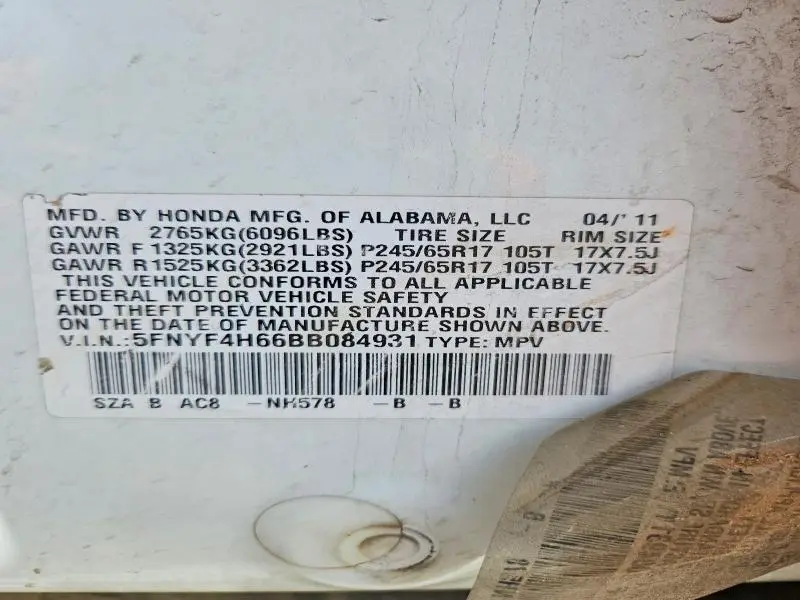 MFD. BY HONDA MFG. OF ALABAMA, LLC 04/'11
GVWR 2765KG(6096LBS) TIRE SIZE RIM SIZE
GAWR F 1325KG(2921LBS) P245/65R17 105T 17X7.5J
GAWR R1525KG(3362LBS) P245/65R17 105T 17X7.5J
THIS VEHICLE CONFORMS TO ALL APPLICABLE
FEDERAL MOTOR VEHICLE SAFETY
AND THEFT PREVENTION STANDARDS IN EFFECT
ON THE DATE OF MANUFACTURE SHOWN ABOVE.
V.I.N.:5FNYF4H66BB084931 TYPE: MPV
SZA B AC8 -NH578 -B -B